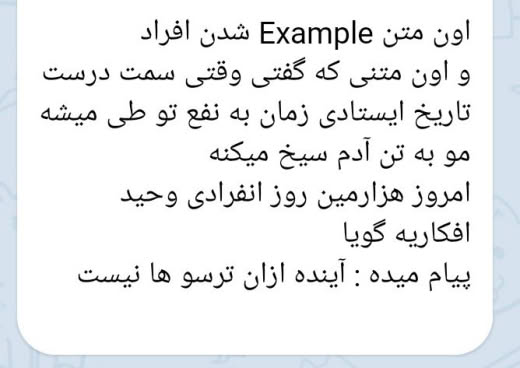 اون متن Example شدن افراد
و اون متنی که گفتی وقتی سمت درست
تاریخ ایستادی زمان به نفع تو طی میشه
مو به تن آدم سیخ میکنه
امروز هزارمین روز انفرادی وحید
افکاریه گویا
پیام میده : آینده ازان ترسو ها نیست